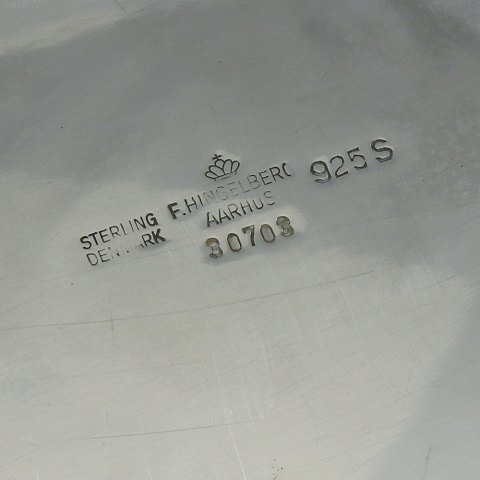 STERLING
DENMARK
F. HINGELBERG
AARHUS
30703
925 S